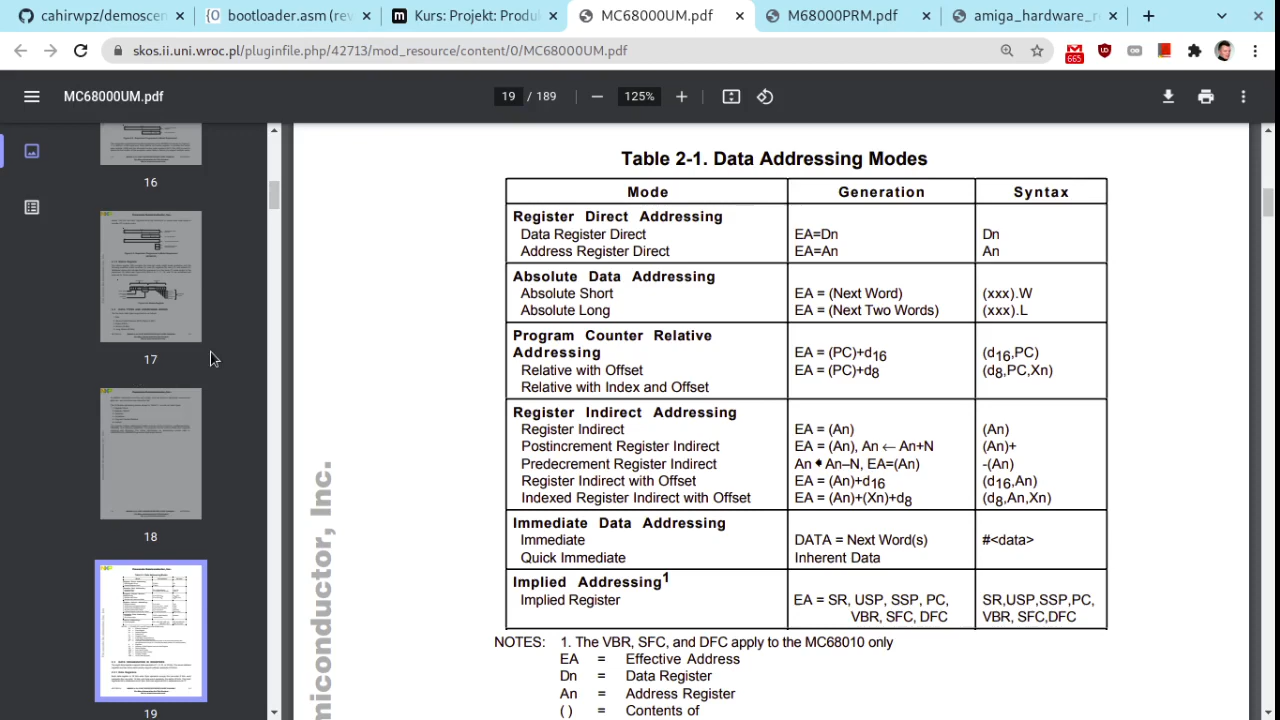 cahirwpz/demoscen
bootloader.asm (rev
Kurs: Projekt: Produk
MC68000UM.pdf
M68000PRM.pdf
amiga_hardware_re
skos.ii.uni.wroc.pl/pluginfile.php/42713/mod_resource/content/0/MC68000UM.pdf
665
MC68000UM.pdf
19 / 189
125%
16
17
18
19
miconductor, Inc.
Table 2-1. Data Addressing Modes
Mode Generation Syntax
Register Direct Addressing
Data Register Direct EA=Dn Dn
Address Register Direct EA=An An
Absolute Data Addressing
Absolute Short EA = (Next Word) (xxx).W
Absolute Long EA = (Next Two Words) (xxx).L
Program Counter Relative
Addressing EA = (PC)+d16 (d16,PC)
Relative with Offset EA = (PC)+d8 (d8,PC,Xn)
Relative with Index and Offset
Register Indirect Addressing
Register Indirect EA = (An) (An)
Postincrement Register Indirect EA = (An), An ← An+N (An)+
Predecrement Register Indirect An ♦ An–N, EA=(An) -(An)
Register Indirect with Offset EA = (An)+d16 (d16,An)
Indexed Register Indirect with Offset EA = (An)+(Xn)+d8 (d8,An,Xn)
Immediate Data Addressing
Immediate DATA = Next Word(s) #<data>
Quick Immediate Inherent Data
Implied Addressing1
Implied Register EA = SR, USP, SSP, PC, SR,USP,SSP,PC,
VBR, SFC, DFC VBR, SFC,DFC
NOTES: 1. The VBR, SFC, and DFC apply to the MC68010 only
EA = Effective Address
Dn = Data Register
An = Address Register
( ) = Contents of